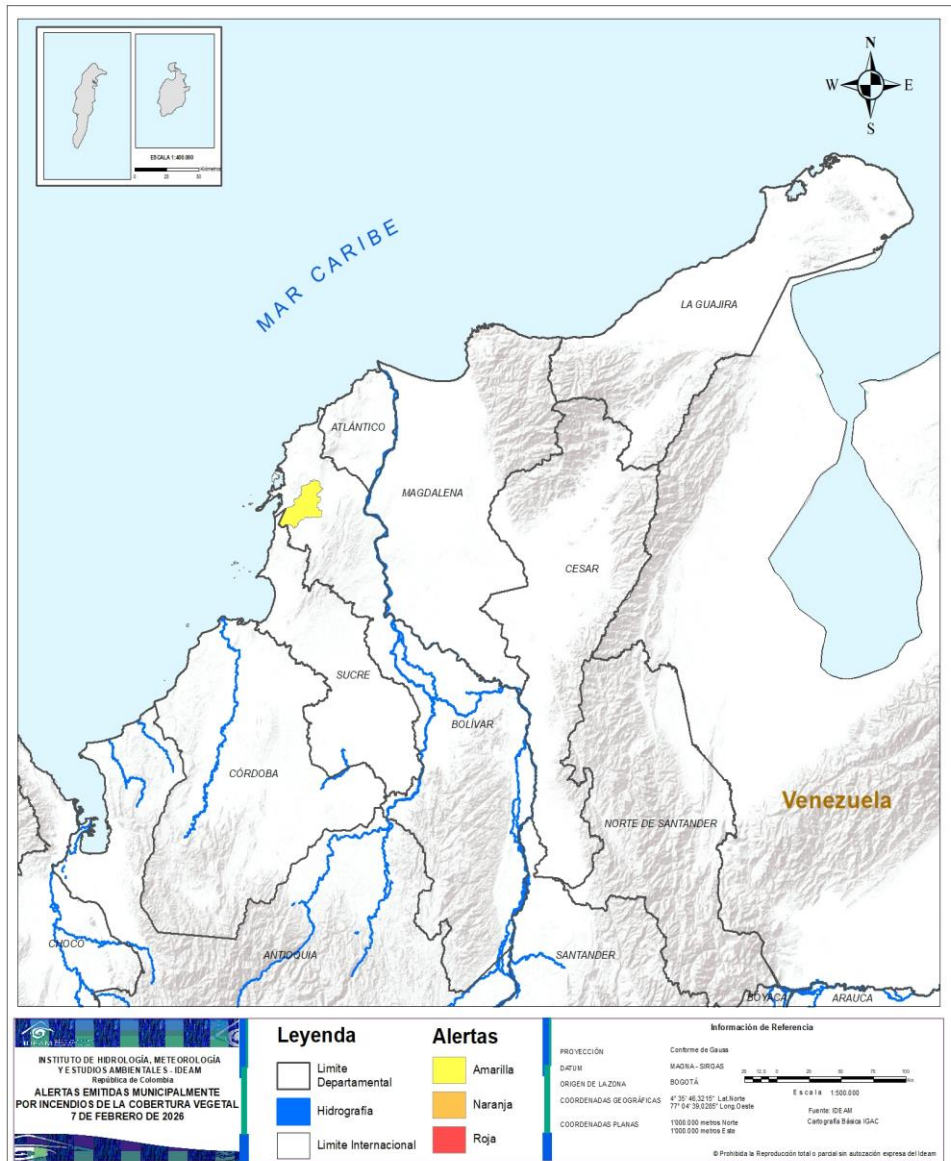 N
W
E
S
ESCALA 1:400.000
MAR CARIBE
LA GUAJIRA
ATLÁNTICO
MAGDALENA
CESAR
SUCRE
BOLÍVAR
CÓRDOBA
Venezuela
NORTE DE SANTANDER
CHOCÓ
ANTIOQUIA
SANTANDER
BOYACÁ
ARAUCA
IDEAM
INSTITUTO DE HIDROLOGÍA, METEOROLOGÍA
Y ESTUDIOS AMBIENTALES - IDEAM
República de Colombia
ALERTAS EMITIDAS MUNICIPALMENTE
POR INCENDIOS DE LA COBERTURA VEGETAL
7 DE FEBRERO DE 2026
Leyenda
Limite
Departamental
Hidrografía
Limite Internacional
Alertas
Amarilla
Naranja
Roja
Información de Referencia
PROYECCIÓN Conforme de Gauss
DATUM MAGNA - SIRGAS
ORIGEN DE LA ZONA BOGOTÁ
COORDENADAS GEOGRÁFICAS 4° 35' 46,3215" Lat.Norte
77° 04' 39,0285" Long.Oeste
COORDENADAS PLANAS 1'000.000 metros Norte
1'000.000 metros Este
Escala 1:500.000
Fuente: IDEAM
Cartografía Básica IGAC
© Prohibida la Reproducción total o parcial sin autozación expresa del Ideam